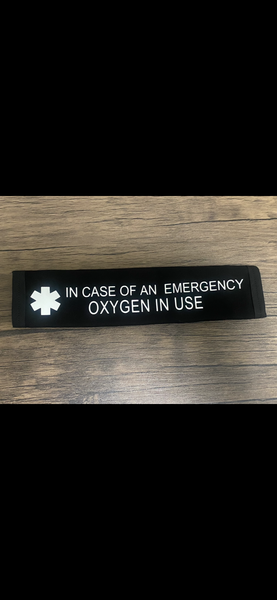 IN CASE OF AN EMERGENCY
OXYGEN IN USE